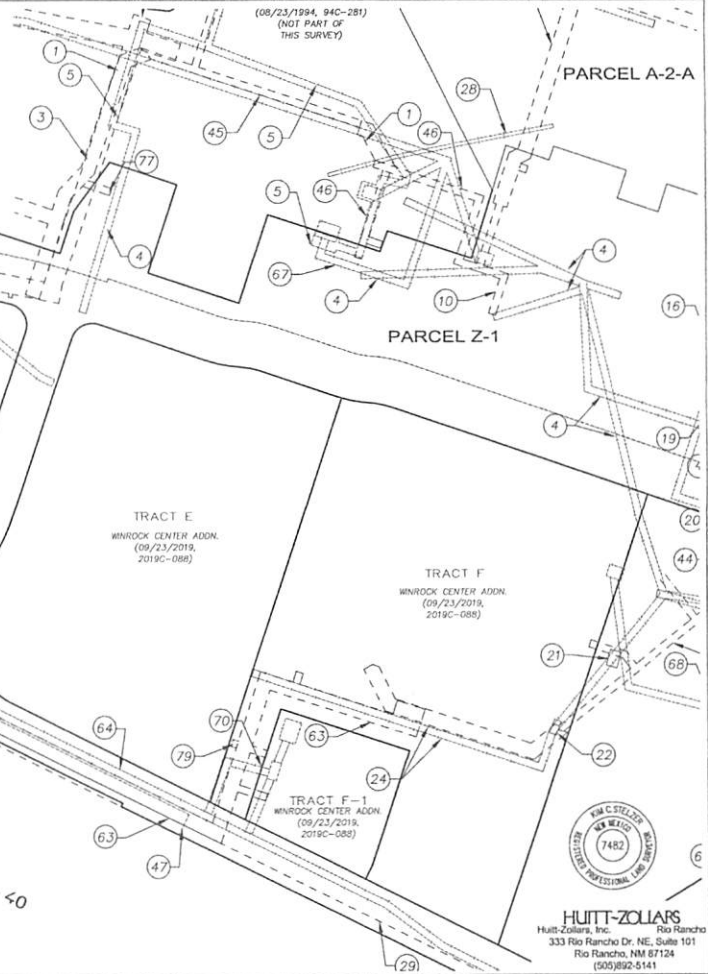 (08/23/1994, 94C-281)
(NOT PART OF
THIS SURVEY)
PARCEL A-2-A
1
5
3
45
5
1
28
46
77
46
4
5
67
4
10
4
16
PARCEL Z-1
4
19
20
44
TRACT E
WINROCK CENTER ADDN.
(09/23/2019,
2019C-088)
TRACT F
WINROCK CENTER ADDN.
(09/23/2019,
2019C-088)
21
68
64
70
79
63
24
22
TRACT F-1
WINROCK CENTER ADDN.
(09/23/2019,
2019C-088)
63
47
40
29
KIM C. STELZER
NEW MEXICO
7482
REGISTERED PROFESSIONAL LAND SURVEYOR
HUITT-ZOLLARS
Huitt-Zollars, Inc. Rio Rancho
333 Rio Rancho Dr. NE, Suite 101
Rio Rancho, NM 87124
(505)892-5141